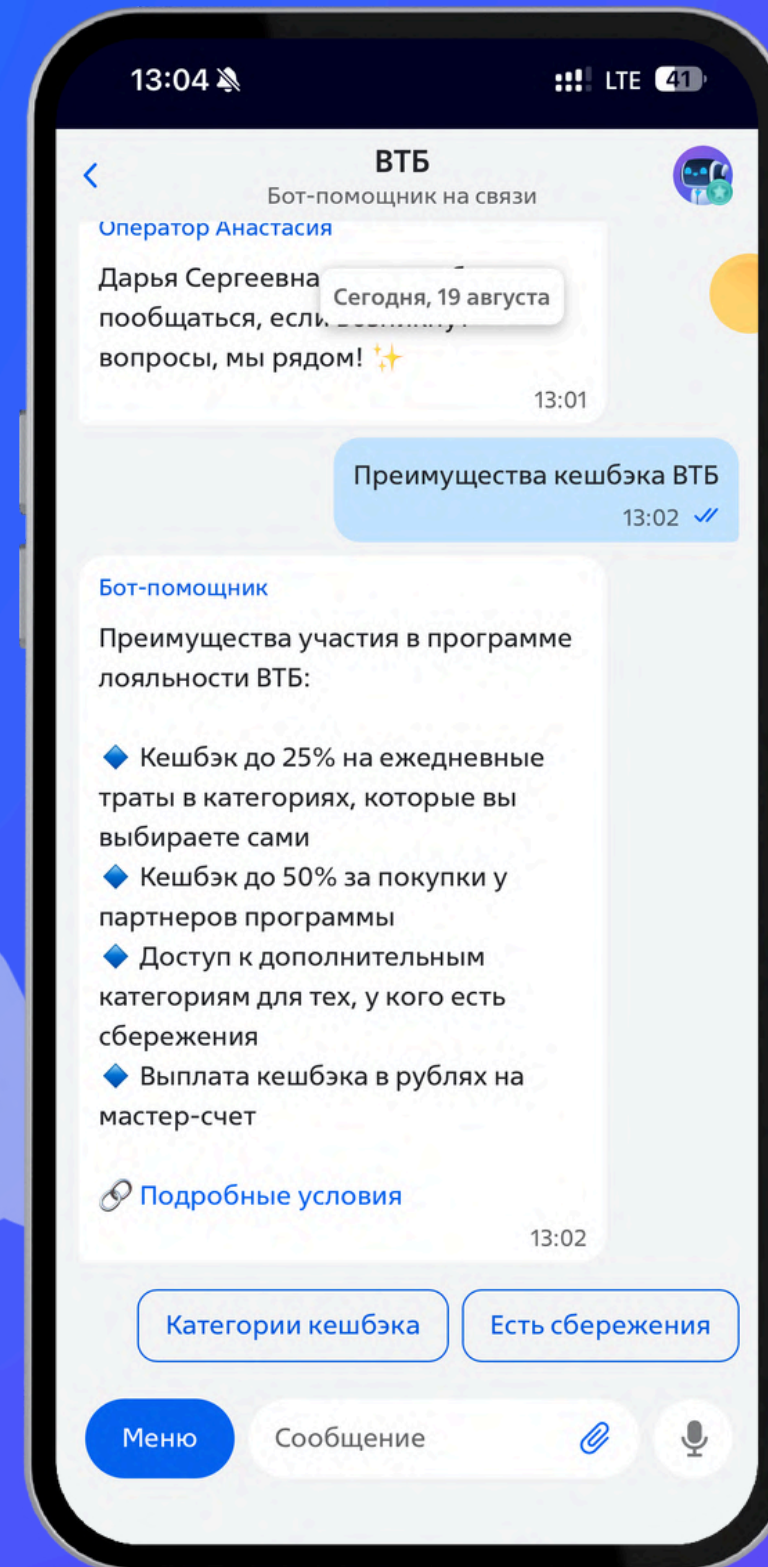 13:04
LTE 41
ВТБ
Бот-помощник на связи
Оператор Анастасия
Дарья Сергеевна
Сегодня, 19 августа
пообщаться, если
вопросы, мы рядом! ✨
13:01
Преимущества кешбэка ВТБ
13:02
Бот-помощник
Преимущества участия в программе
лояльности ВТБ:
🔹 Кешбэк до 25% на ежедневные
траты в категориях, которые вы
выбираете сами
🔹 Кешбэк до 50% за покупки у
партнеров программы
🔹 Доступ к дополнительным
категориям для тех, у кого есть
сбережения
🔹 Выплата кешбэка в рублях на
мастер-счет
🔗 Подробные условия
13:02
Категории кешбэка
Есть сбережения
Меню
Сообщение